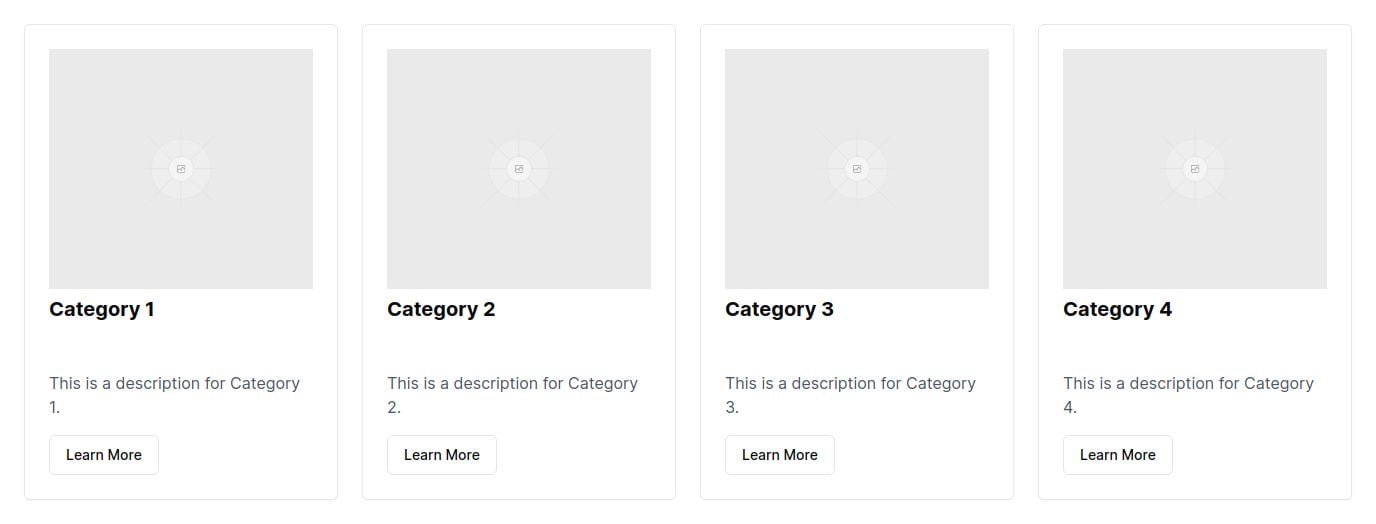 Category 1
This is a description for Category
1.
Learn More
Category 2
This is a description for Category
2.
Learn More
Category 3
This is a description for Category
3.
Learn More
Category 4
This is a description for Category
4.
Learn More